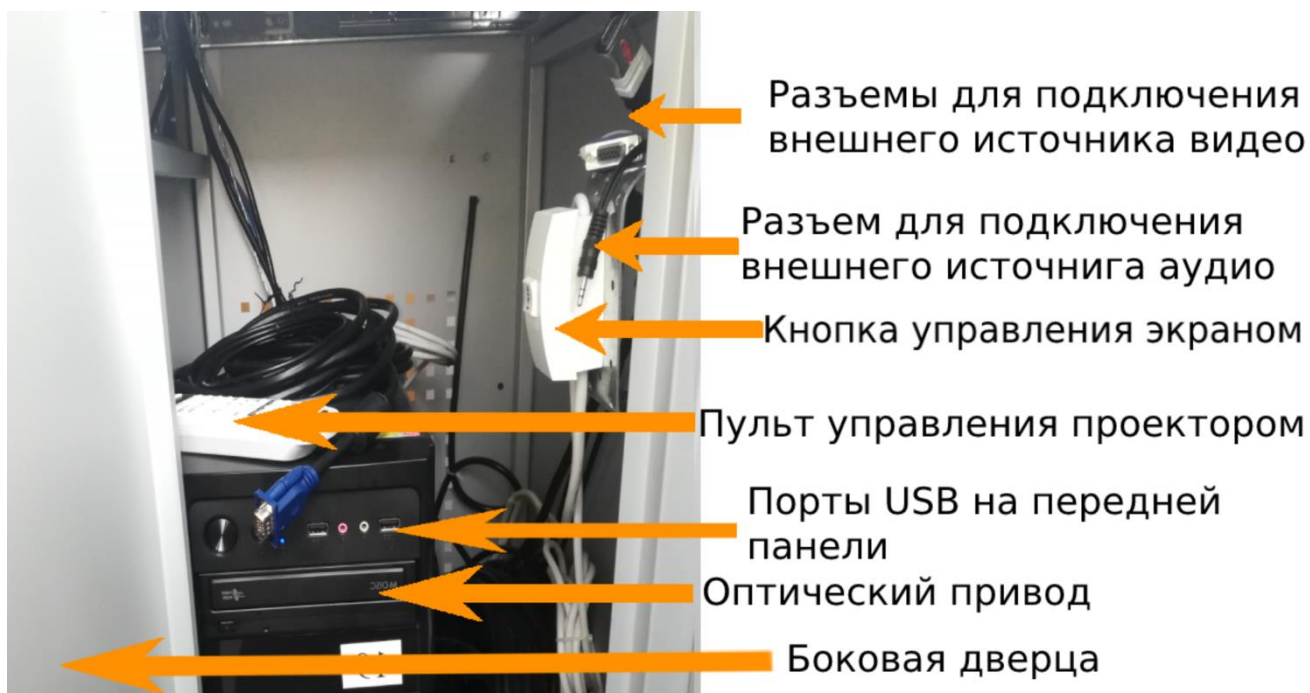 Разъемы для подключения
внешнего источника видео
Разъем для подключения
внешнего источнига аудио
Кнопка управления экраном
Пульт управления проектором
Порты USB на передней
панели
Оптический привод
Боковая дверца